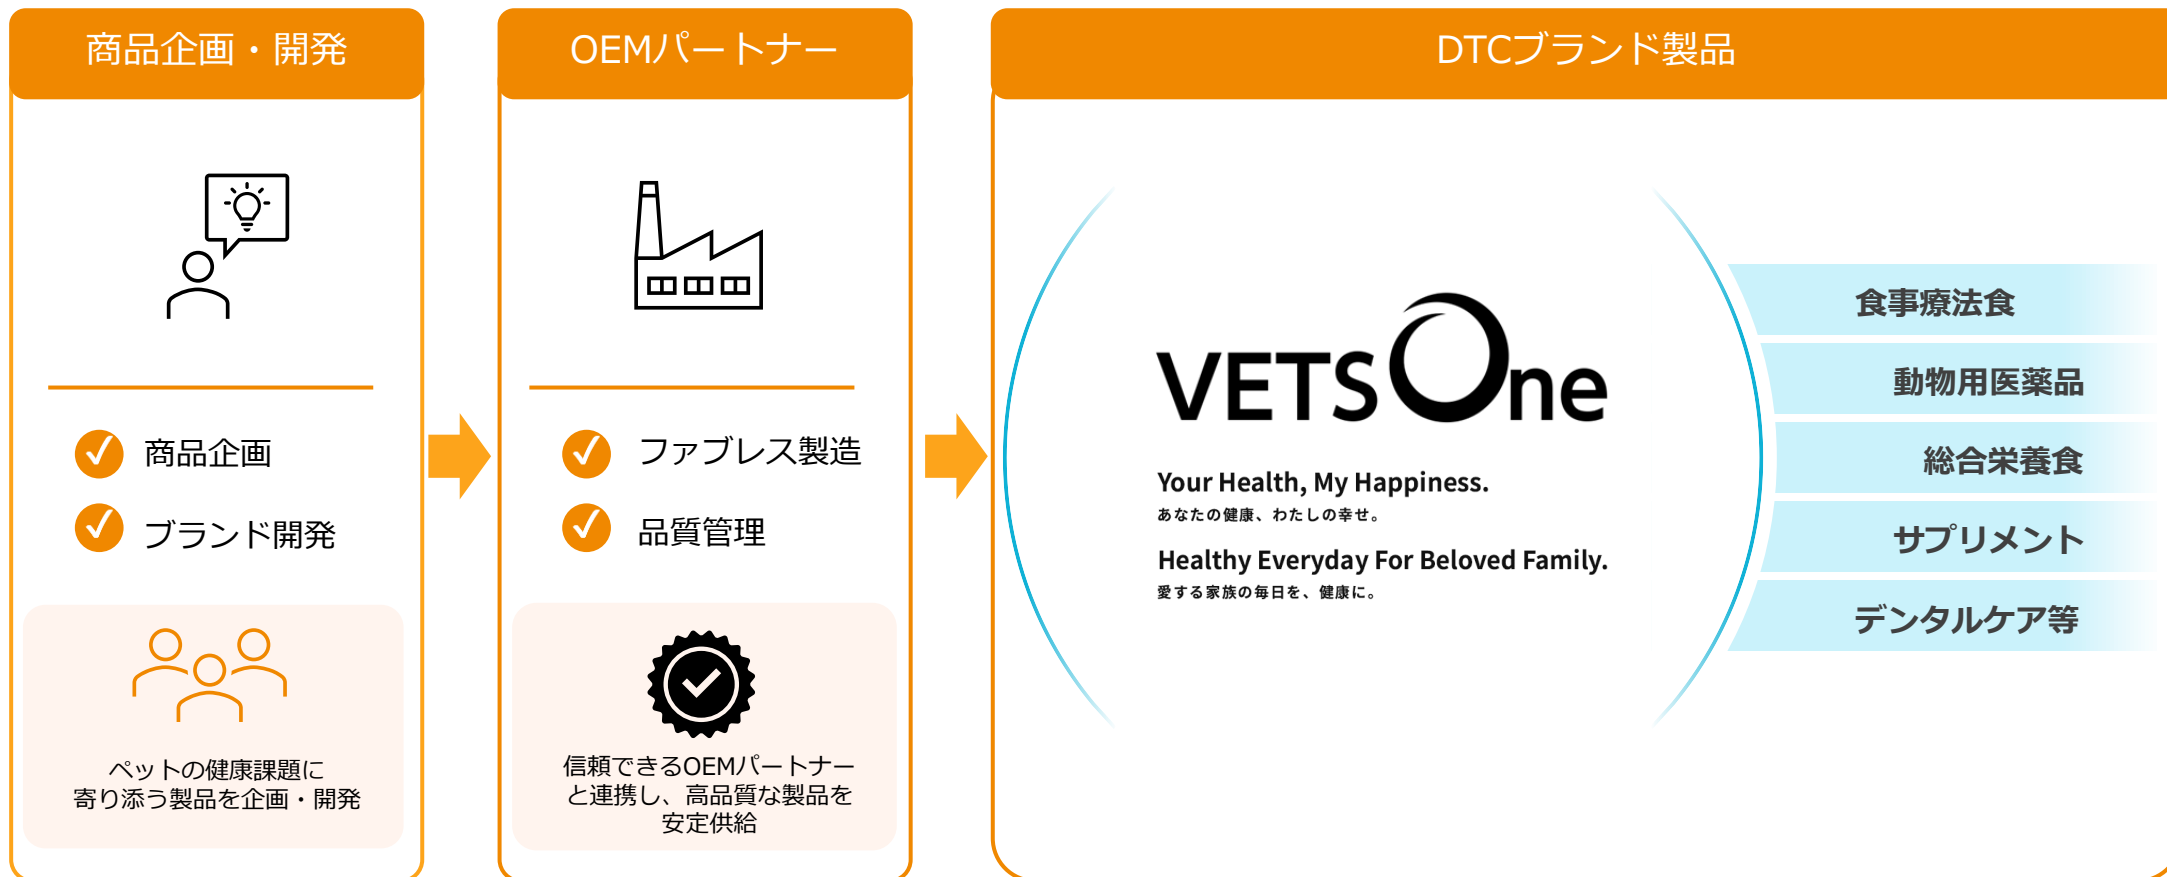 商品企画・開発
商品企画
ブランド開発
ペットの健康課題に
寄り添う製品を企画・開発
OEMパートナー
ファブレス製造
品質管理
信頼できるOEMパートナー
と連携し、高品質な製品を
安定供給
DTCブランド製品
VETSOne
Your Health, My Happiness.
あなたの健康、わたしの幸せ。
Healthy Everyday For Beloved Family.
愛する家族の毎日を、健康に。
食事療法食
動物用医薬品
総合栄養食
サプリメント
デンタルケア等